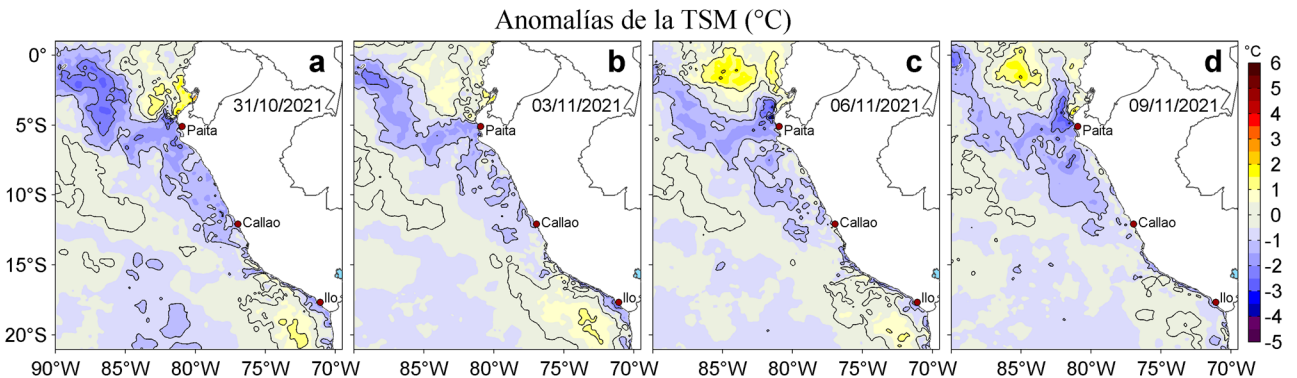 Anomalías de la TSM (°C)
a b c d °C
31/10/2021 03/11/2021 06/11/2021 09/11/2021
0°
5°S
10°S
15°S
20°S
Paita Paita Paita Paita
Callao Callao Callao Callao
Ilo Ilo Ilo Ilo
6
5
4
3
2
1
0
-1
-2
-3
-4
-5
90°W 85°W 80°W 75°W 70°W 85°W 80°W 75°W 70°W 85°W 80°W 75°W 70°W 85°W 80°W 75°W 70°W